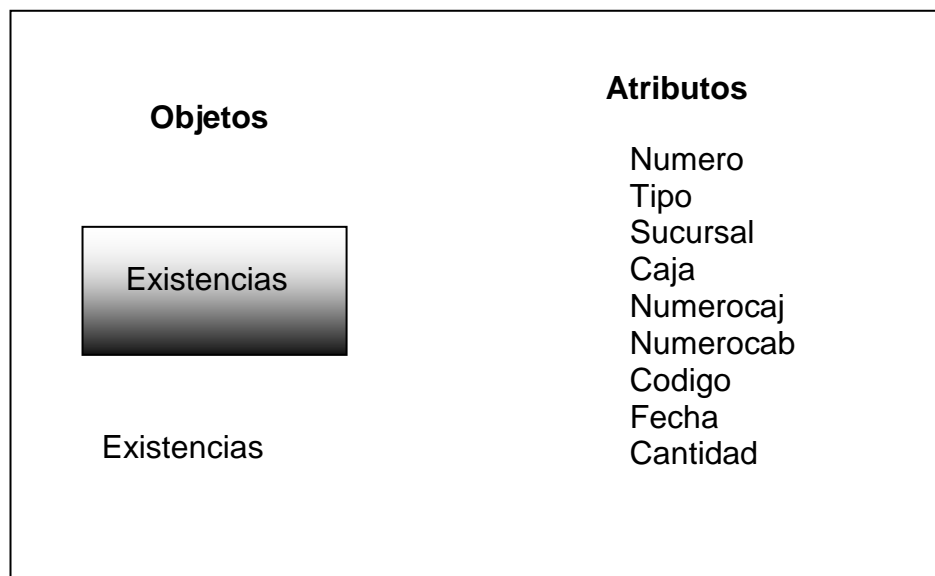 Objetos
Existencias
Existencias
Atributos
Numero
Tipo
Sucursal
Caja
Numerocaj
Numerocab
Codigo
Fecha
Cantidad